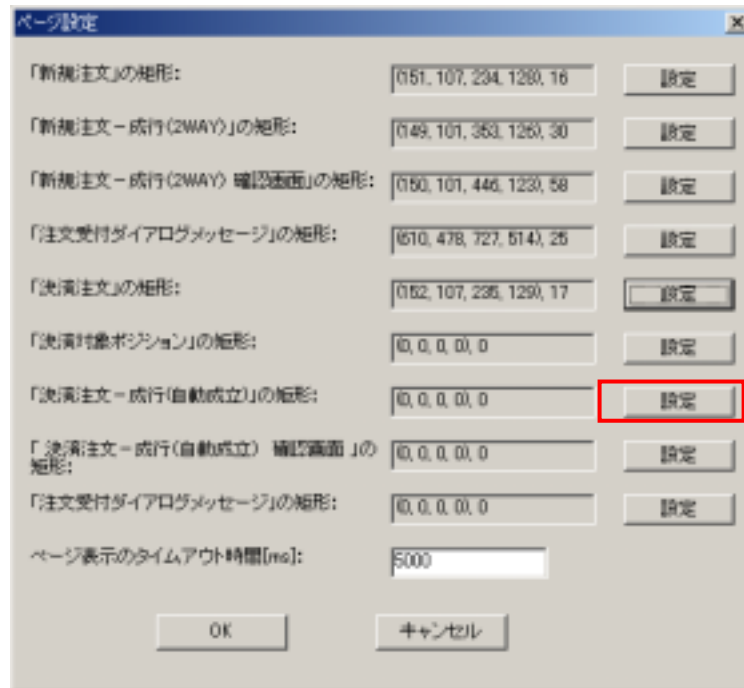 ページ設定
「新規注文」の矩形:
(151, 107, 234, 128), 16
設定
「新規注文－成行(2WAY)」の矩形:
(149, 101, 353, 126), 30
設定
「新規注文－成行(2WAY) 確認画面」の矩形:
(150, 101, 446, 123), 58
設定
「注文受付ダイアログメッセージ」の矩形:
(610, 478, 727, 514), 25
設定
「決済注文」の矩形:
(152, 107, 235, 129), 17
設定
「決済対象ポジション」の矩形:
(0, 0, 0, 0), 0
設定
「決済注文－成行(自動成立)」の矩形:
(0, 0, 0, 0), 0
設定
「 決済注文－成行(自動成立)　確認画面 」の
矩形:
(0, 0, 0, 0), 0
設定
「注文受付ダイアログメッセージ」の矩形:
(0, 0, 0, 0), 0
設定
ページ表示のタイムアウト時間[ms]:
5000
OK
キャンセル